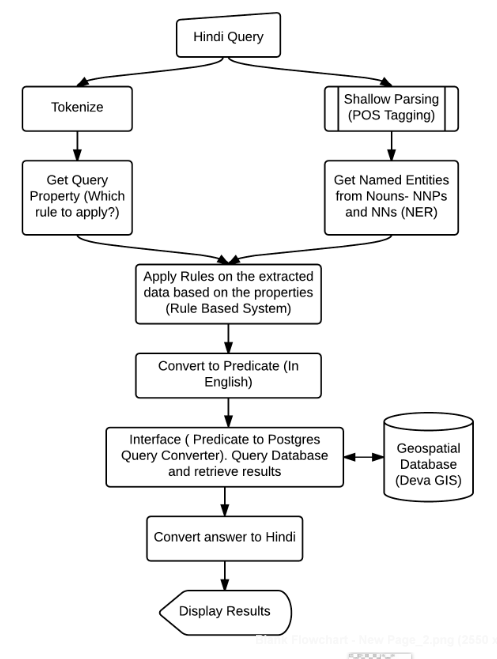 Hindi Query
Tokenize
Shallow Parsing
(POS Tagging)
Get Query
Property (Which
rule to apply?)
Get Named Entities
from Nouns- NNPs
and NNs (NER)
Apply Rules on the extracted
data based on the properties
(Rule Based System)
Convert to Predicate (In
English)
Interface ( Predicate to Postgres
Query Converter). Query Database
and retrieve results
Geospatial
Database
(Deva GIS)
Convert answer to Hindi
Display Results
Flowchart - New Page_2.png (2560 x